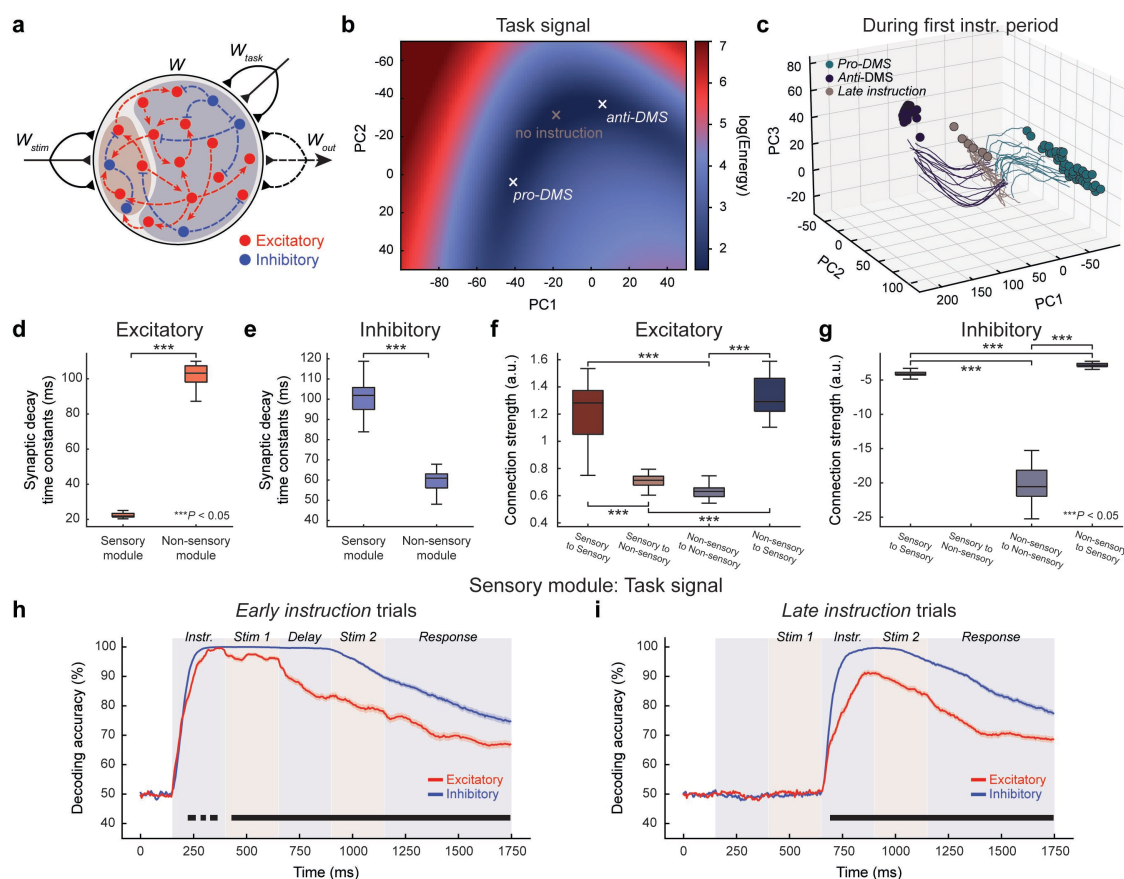 a
W
W_task
W_stim
W_out
Excitatory
Inhibitory
b
Task signal
-60
-40
-20
0
20
40
PC2
-80
-60
-40
-20
0
20
40
PC1
anti-DMS
no instruction
pro-DMS
7
6
5
4
3
2
log(Energy)
c
During first instr. period
Pro-DMS
Anti-DMS
Late instruction
80
60
40
20
0
-20
PC3
-50
0
50
100
PC2
200
150
100
50
0
-50
PC1
d
Excitatory
***
100
80
60
40
20
Synaptic decay
time constants (ms)
***P < 0.05
Sensory
module
Non-sensory
module
e
Inhibitory
***
120
110
100
90
80
70
60
50
40
Synaptic decay
time constants (ms)
Sensory
module
Non-sensory
module
f
Excitatory
***
***
***
***
1.6
1.4
1.2
1
0.8
0.6
0.4
Connection strength (a.u.)
Sensory
to Sensory
Sensory to
Non-sensory
Non-sensory
to Non-sensory
Non-sensory
to Sensory
g
Inhibitory
***
***
***
-5
-10
-15
-20
-25
Connection strength (a.u.)
***P < 0.05
Sensory
to Sensory
Sensory to
Non-sensory
Non-sensory
to Non-sensory
Non-sensory
to Sensory
Sensory module: Task signal
h
Early instruction trials
Instr. Stim 1 Delay Stim 2 Response
100
90
80
70
60
50
40
Decoding accuracy (%)
Excitatory
Inhibitory
0 250 500 750 1000 1250 1500 1750
Time (ms)
i
Late instruction trials
Stim 1 Instr. Stim 2 Response
100
90
80
70
60
50
40
Decoding accuracy (%)
Excitatory
Inhibitory
0 250 500 750 1000 1250 1500 1750
Time (ms)